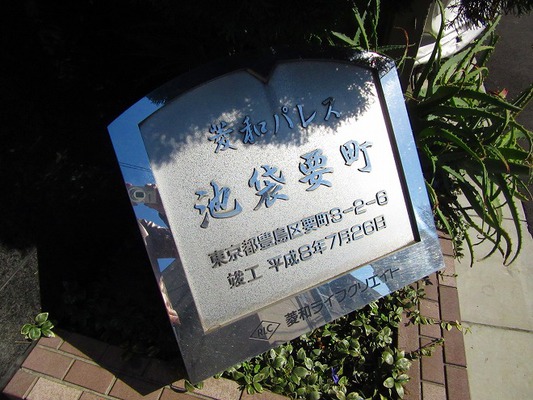 菱和パレス
池袋要町
東京都豊島区要町3-2-6
竣工 平成8年7月26日
菱和ライフクリエイト